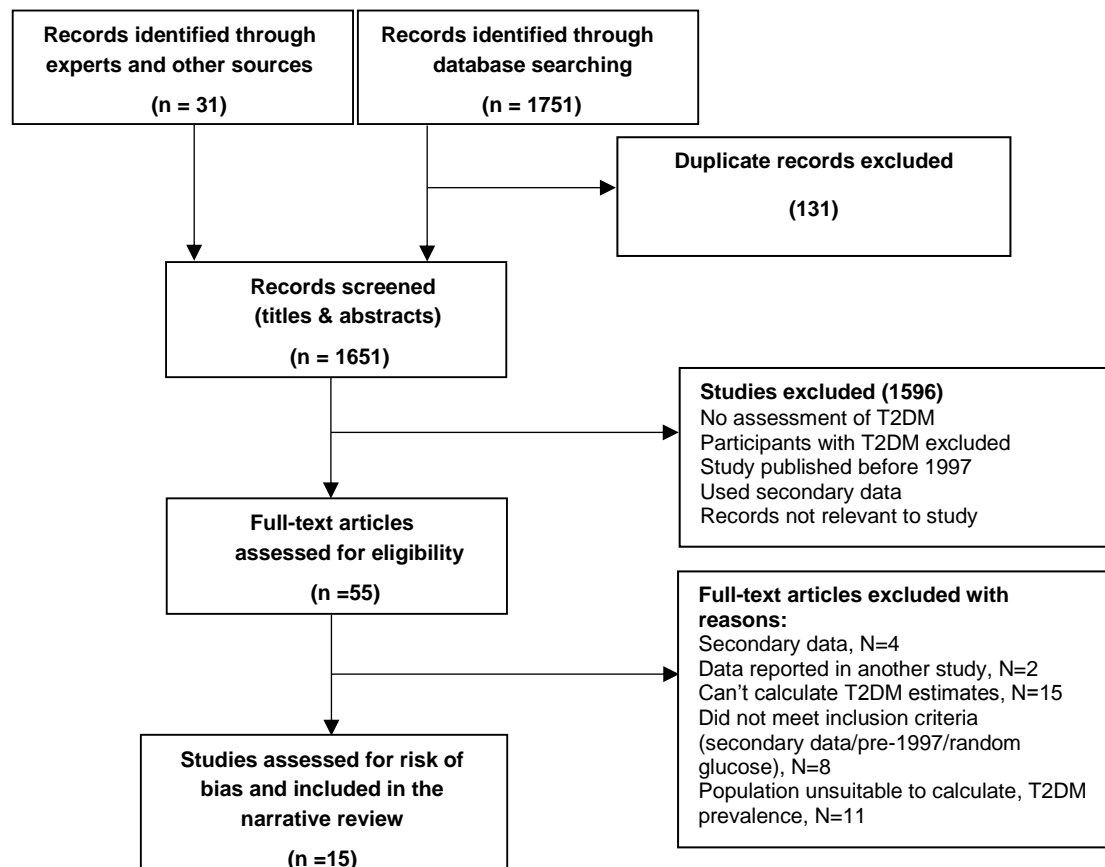 Records identified through
experts and other sources
(n = 31)
Records identified through
database searching
(n = 1751)
Duplicate records excluded
(131)
Records screened
(titles & abstracts)
(n = 1651)
Studies excluded (1596)
No assessment of T2DM
Participants with T2DM excluded
Study published before 1997
Used secondary data
Records not relevant to study
Full-text articles
assessed for eligibility
(n =55)
Full-text articles excluded with
reasons:
Secondary data, N=4
Data reported in another study, N=2
Can’t calculate T2DM estimates, N=15
Did not meet inclusion criteria
(secondary data/pre-1997/random
glucose), N=8
Population unsuitable to calculate, T2DM
prevalence, N=11
Studies assessed for risk of
bias and included in the
narrative review
(n =15)